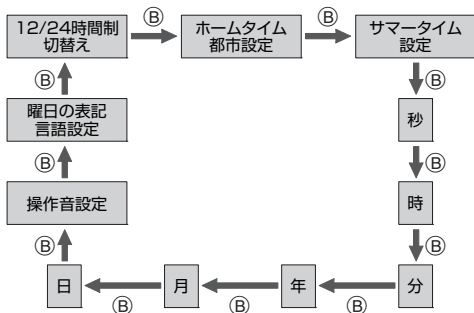 12/24時間制
切替え
Ⓑ
ホームタイム
都市設定
Ⓑ
サマータイム
設定
Ⓑ
秒
Ⓑ
時
Ⓑ
分
Ⓑ
年
Ⓑ
月
Ⓑ
日
Ⓑ
操作音設定
Ⓑ
曜日の表記
言語設定
Ⓑ